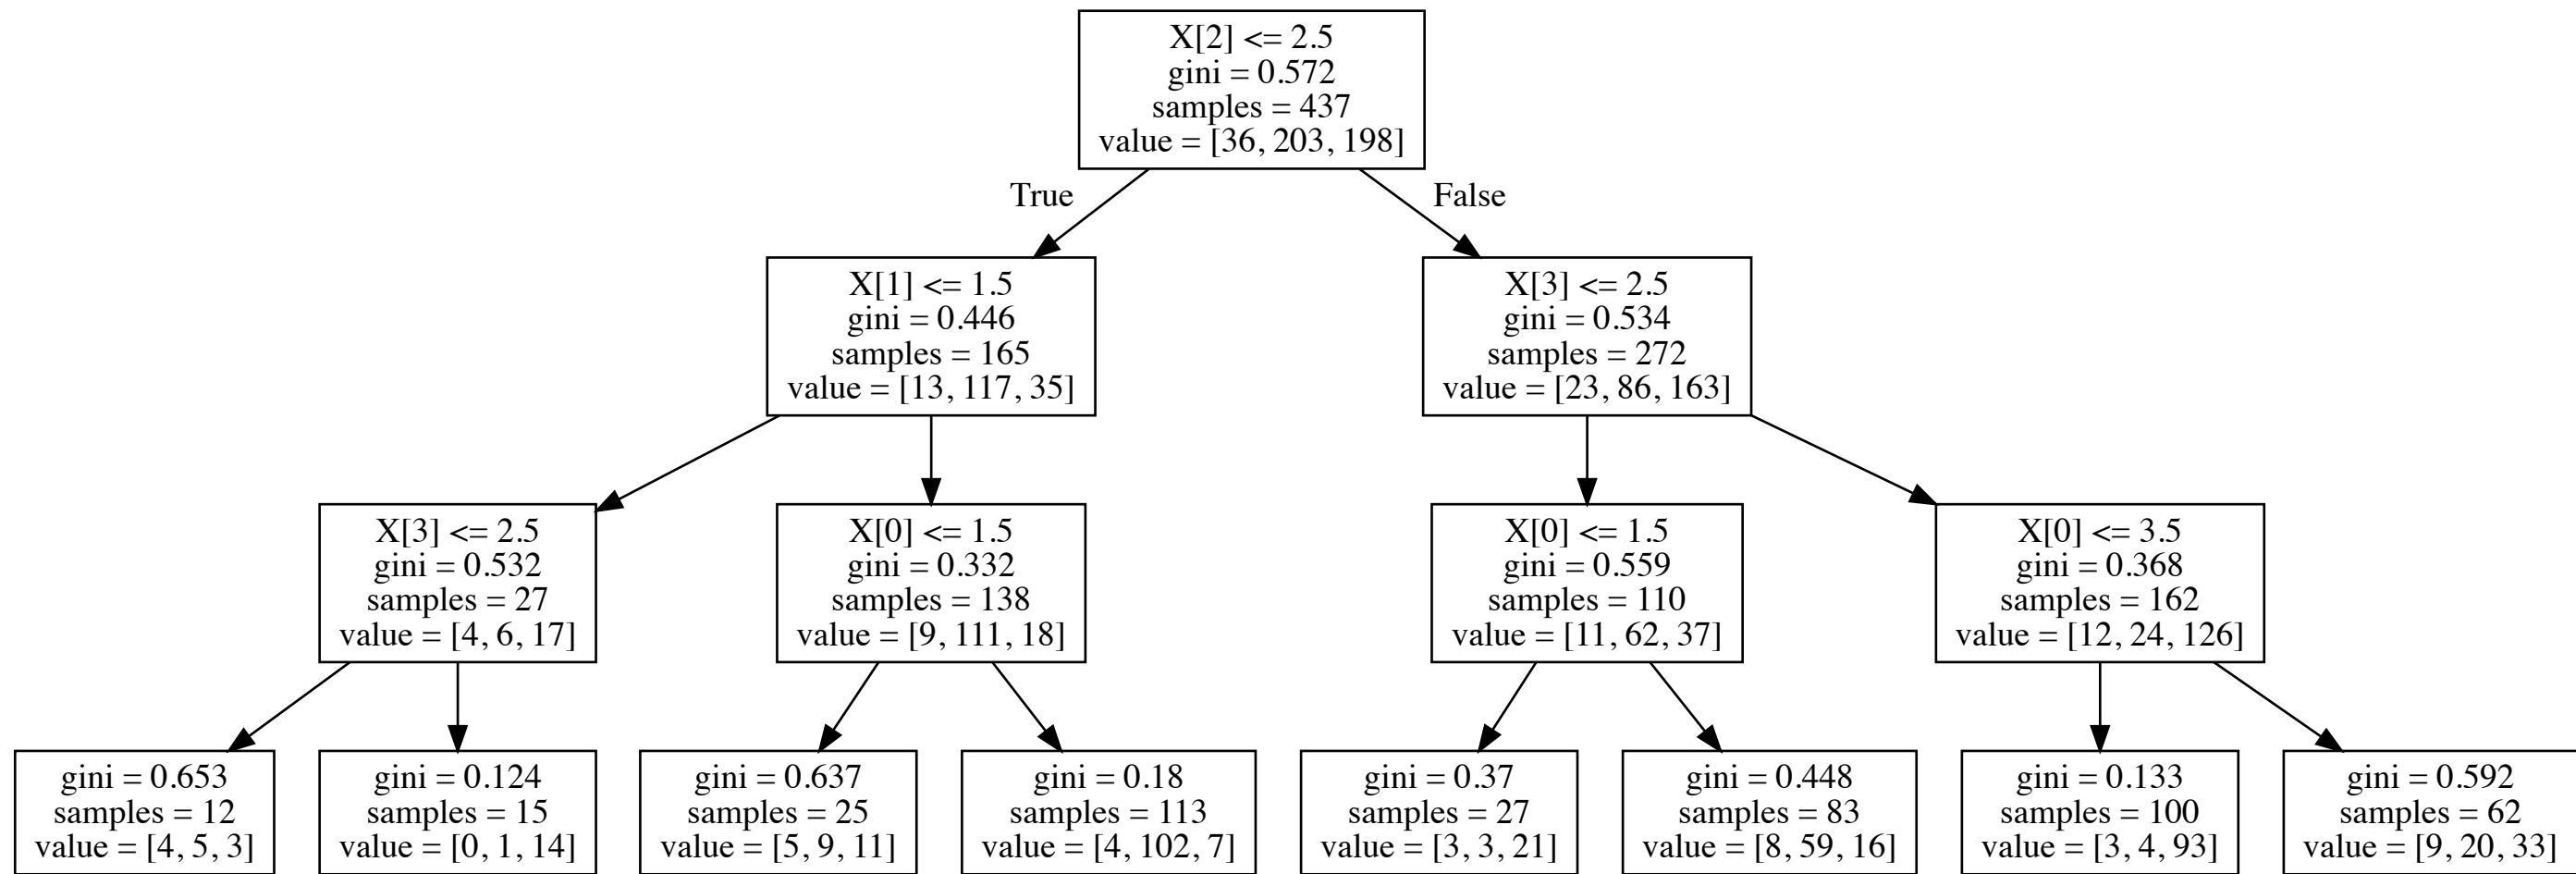 X[2] <= 2.5
gini = 0.572
samples = 437
value = [36, 203, 198]
True
False
X[1] <= 1.5
gini = 0.446
samples = 165
value = [13, 117, 35]
X[3] <= 2.5
gini = 0.534
samples = 272
value = [23, 86, 163]
X[3] <= 2.5
gini = 0.532
samples = 27
value = [4, 6, 17]
X[0] <= 1.5
gini = 0.332
samples = 138
value = [9, 111, 18]
X[0] <= 1.5
gini = 0.559
samples = 110
value = [11, 62, 37]
X[0] <= 3.5
gini = 0.368
samples = 162
value = [12, 24, 126]
gini = 0.653
samples = 12
value = [4, 5, 3]
gini = 0.124
samples = 15
value = [0, 1, 14]
gini = 0.637
samples = 25
value = [5, 9, 11]
gini = 0.18
samples = 113
value = [4, 102, 7]
gini = 0.37
samples = 27
value = [3, 3, 21]
gini = 0.448
samples = 83
value = [8, 59, 16]
gini = 0.133
samples = 100
value = [3, 4, 93]
gini = 0.592
samples = 62
value = [9, 20, 33]